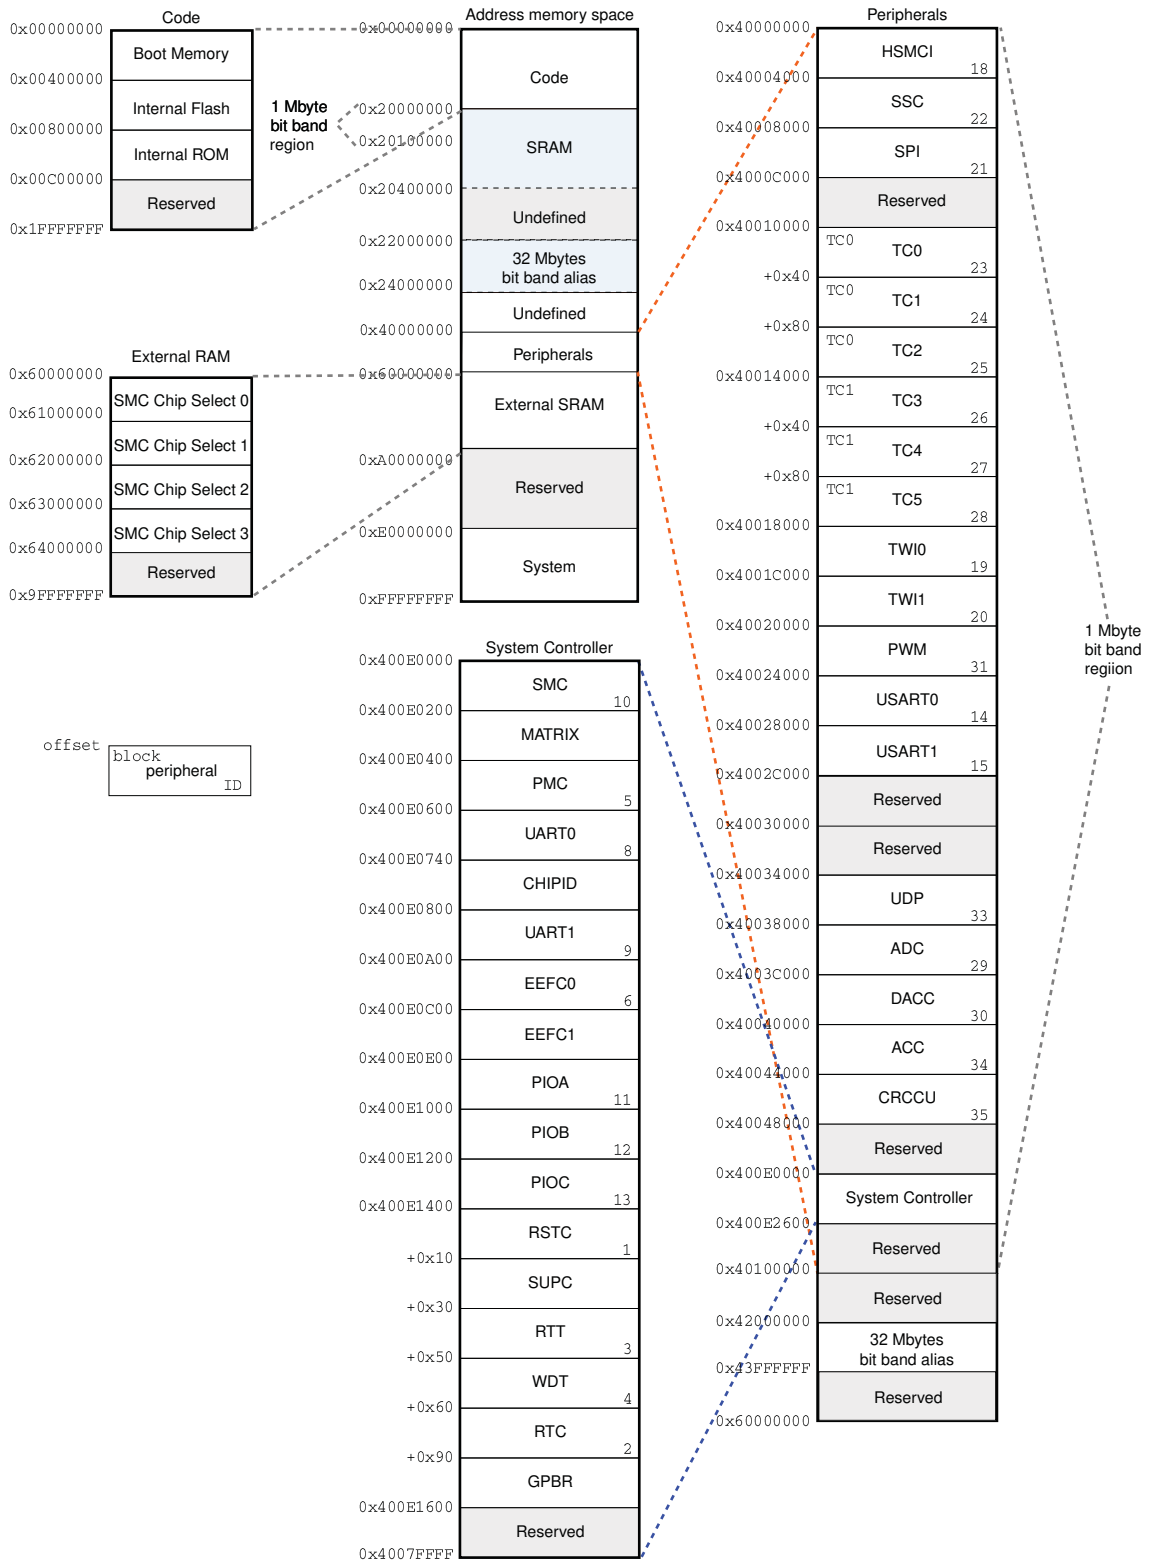 Code
0x00000000
Boot Memory
0x00400000
Internal Flash
0x00800000
Internal ROM
0x00C00000
Reserved
0x1FFFFFFF
1 Mbyte
bit band
region
External RAM
0x60000000
SMC Chip Select 0
0x61000000
SMC Chip Select 1
0x62000000
SMC Chip Select 2
0x63000000
SMC Chip Select 3
0x64000000
Reserved
0x9FFFFFFF
offset
block
peripheral
ID
Address memory space
0x00000000
Code
0x20000000
0x20100000
SRAM
0x20400000
Undefined
0x22000000
32 Mbytes
bit band alias
0x24000000
Undefined
0x40000000
Peripherals
0x60000000
External SRAM
0xA0000000
Reserved
0xE0000000
System
0xFFFFFFFF
System Controller
0x400E0000
SMC
10
0x400E0200
MATRIX
0x400E0400
PMC
5
0x400E0600
UART0
8
0x400E0740
CHIPID
0x400E0800
UART1
9
0x400E0A00
EEFC0
6
0x400E0C00
EEFC1
0x400E0E00
PIOA
11
0x400E1000
PIOB
12
0x400E1200
PIOC
13
0x400E1400
RSTC
1
+0x10
SUPC
+0x30
RTT
3
+0x50
WDT
4
+0x60
RTC
2
+0x90
GPBR
0x400E1600
Reserved
0x4007FFFF
Peripherals
0x40000000
HSMCI
18
0x40004000
SSC
22
0x40008000
SPI
21
0x4000C000
Reserved
0x40010000
TC0
TC0
23
+0x40
TC0
TC1
24
+0x80
TC0
TC2
25
0x40014000
TC1
TC3
26
+0x40
TC1
TC4
27
+0x80
TC1
TC5
28
0x40018000
TWI0
19
0x4001C000
TWI1
20
0x40020000
PWM
31
0x40024000
USART0
14
0x40028000
USART1
15
0x4002C000
Reserved
0x40030000
Reserved
0x40034000
UDP
33
0x40038000
ADC
29
0x4003C000
DACC
30
0x40040000
ACC
34
0x40044000
CRCCU
35
0x40048000
Reserved
0x400E0000
System Controller
0x400E2600
Reserved
0x40100000
Reserved
0x42000000
32 Mbytes
bit band alias
0x43FFFFFF
Reserved
0x60000000
1 Mbyte
bit band
regiion